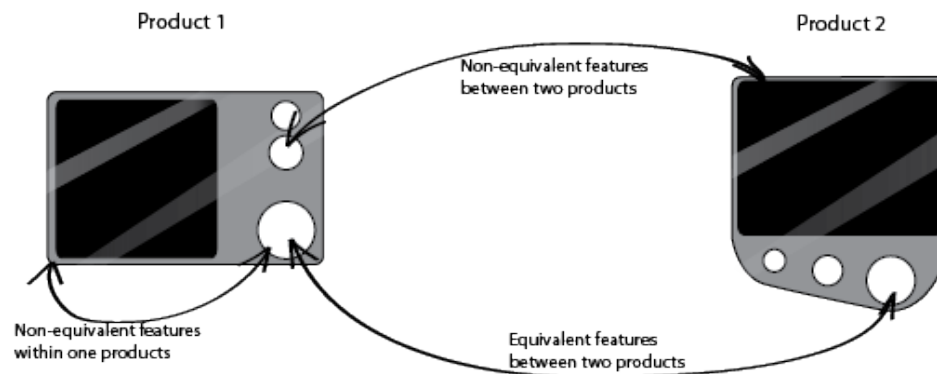 Product 1
Product 2
Non-equivalent features
between two products
Non-equivalent features
within one products
Equivalent features
between two products